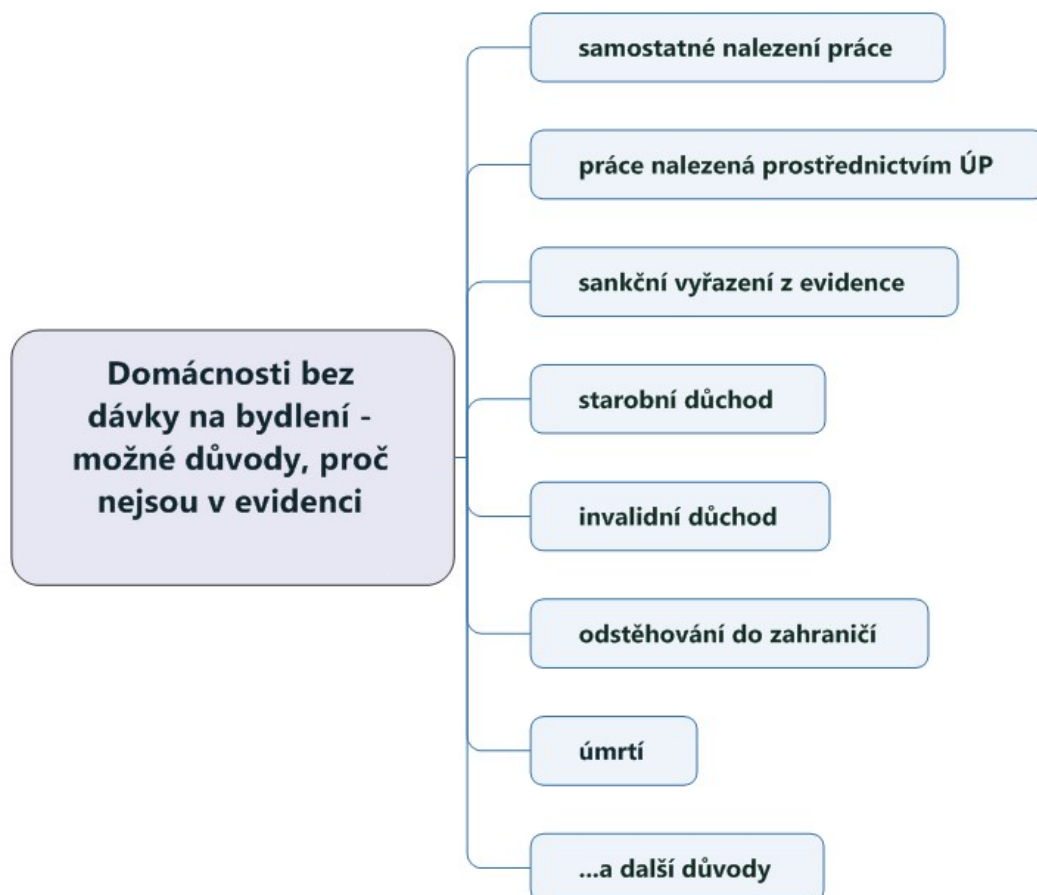 samostatné nalezení práce
práce nalezená prostřednictvím ÚP
sankční vyřazení z evidence
Domácnosti bez
dávky na bydlení -
možné důvody, proč
nejsou v evidenci
starobní důchod
invalidní důchod
odstěhování do zahraničí
úmrtí
...a další důvody